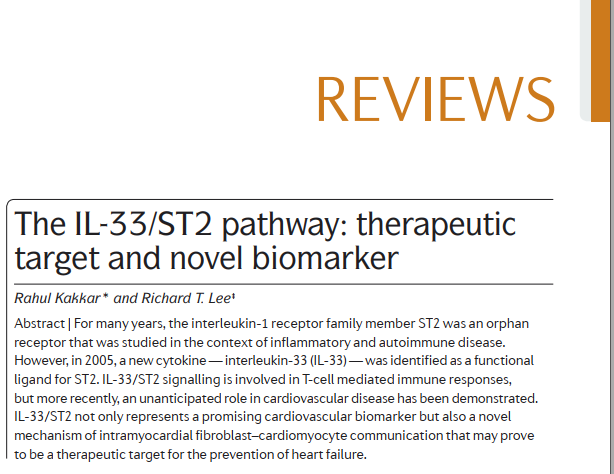 REVIEWS
The IL-33/ST2 pathway: therapeutic
target and novel biomarker
Rahul Kakkar* and Richard T. Lee‡
Abstract | For many years, the interleukin-1 receptor family member ST2 was an orphan
receptor that was studied in the context of inflammatory and autoimmune disease.
However, in 2005, a new cytokine — interleukin-33 (IL-33) — was identified as a functional
ligand for ST2. IL-33/ST2 signalling is involved in T-cell mediated immune responses,
but more recently, an unanticipated role in cardiovascular disease has been demonstrated.
IL-33/ST2 not only represents a promising cardiovascular biomarker but also a novel
mechanism of intramyocardial fibroblast–cardiomyocyte communication that may prove
to be a therapeutic target for the prevention of heart failure.